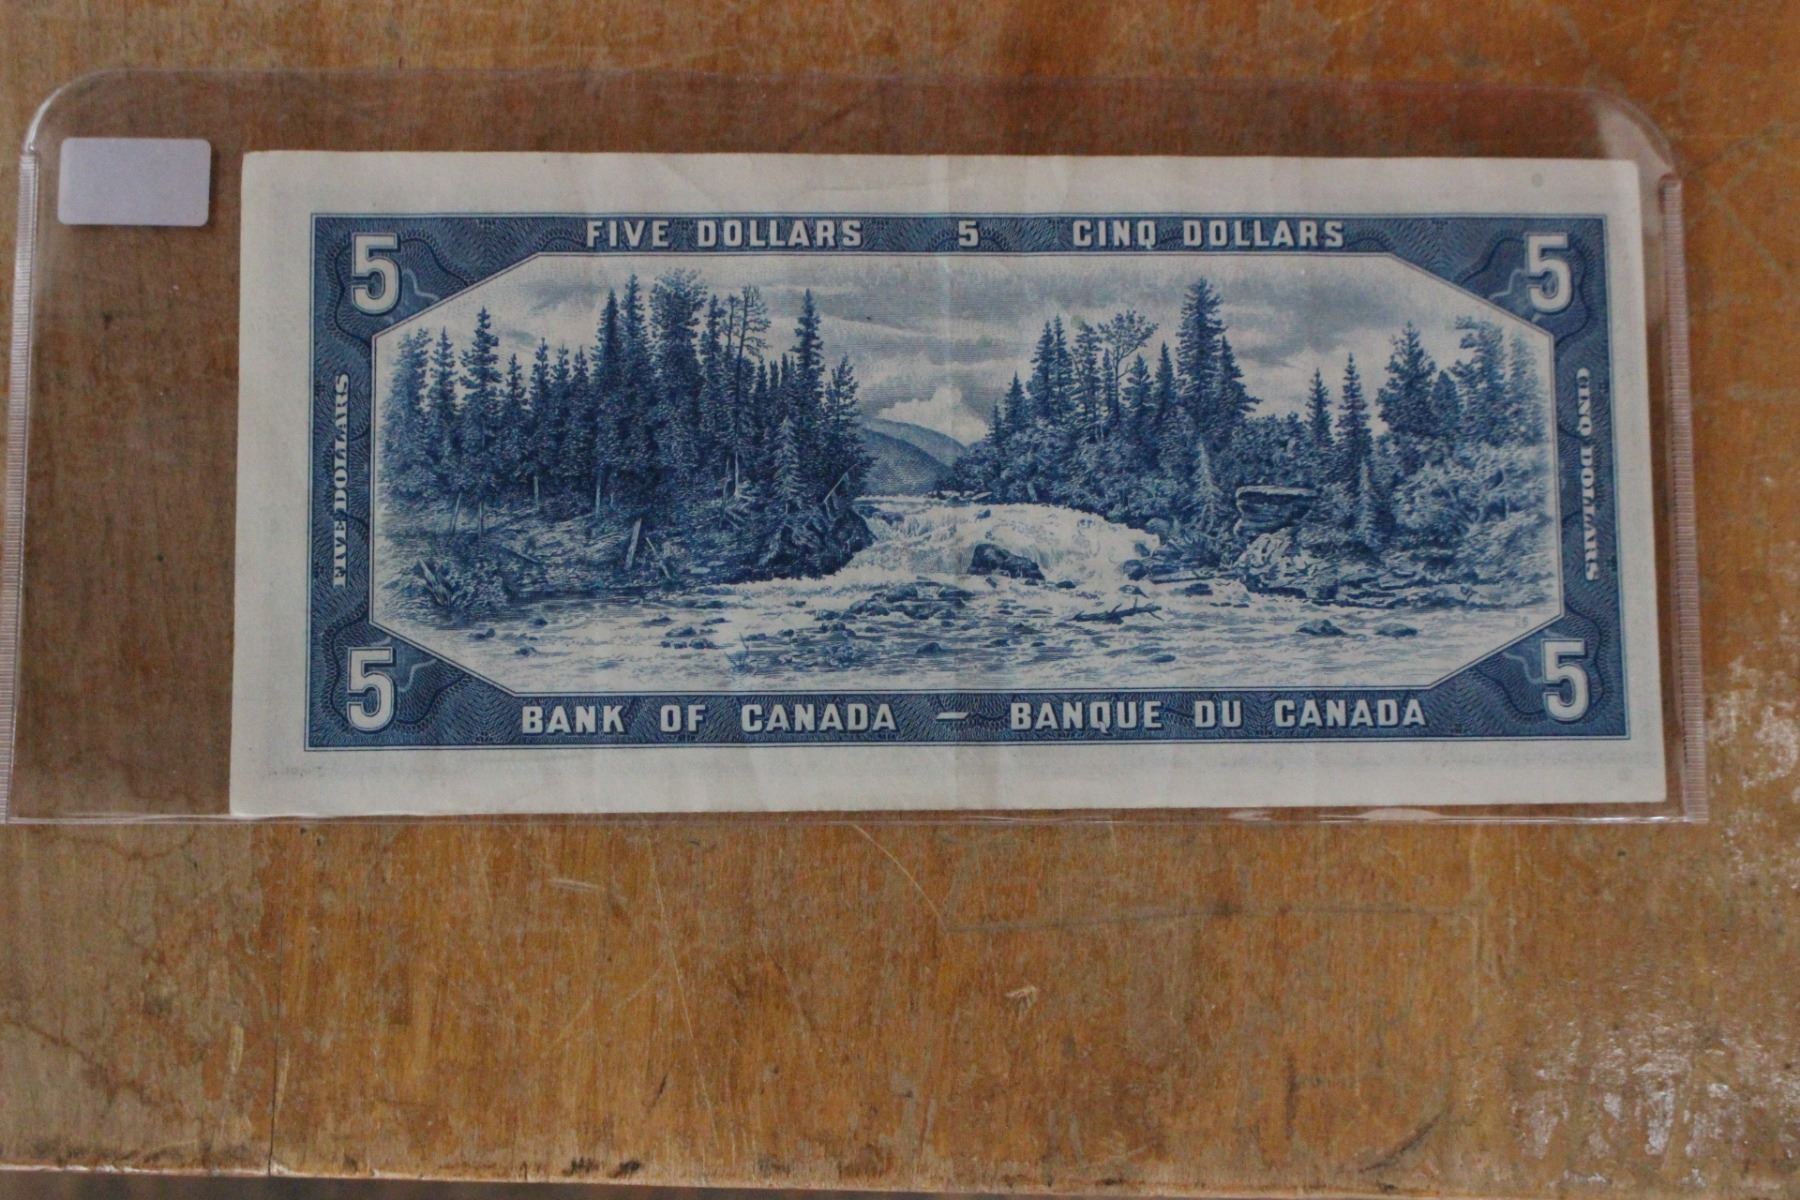 FIVE DOLLARS 5 CINQ DOLLARS
5 5
FIVE DOLLARS
CINQ DOLLARS
5 5
BANK OF CANADA — BANQUE DU CANADA